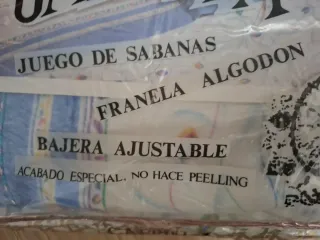 JUEGO DE SABANAS
FRANELA ALGODON
BAJERA AJUSTABLE
ACABADO ESPECIAL, NO HACE PEELLING